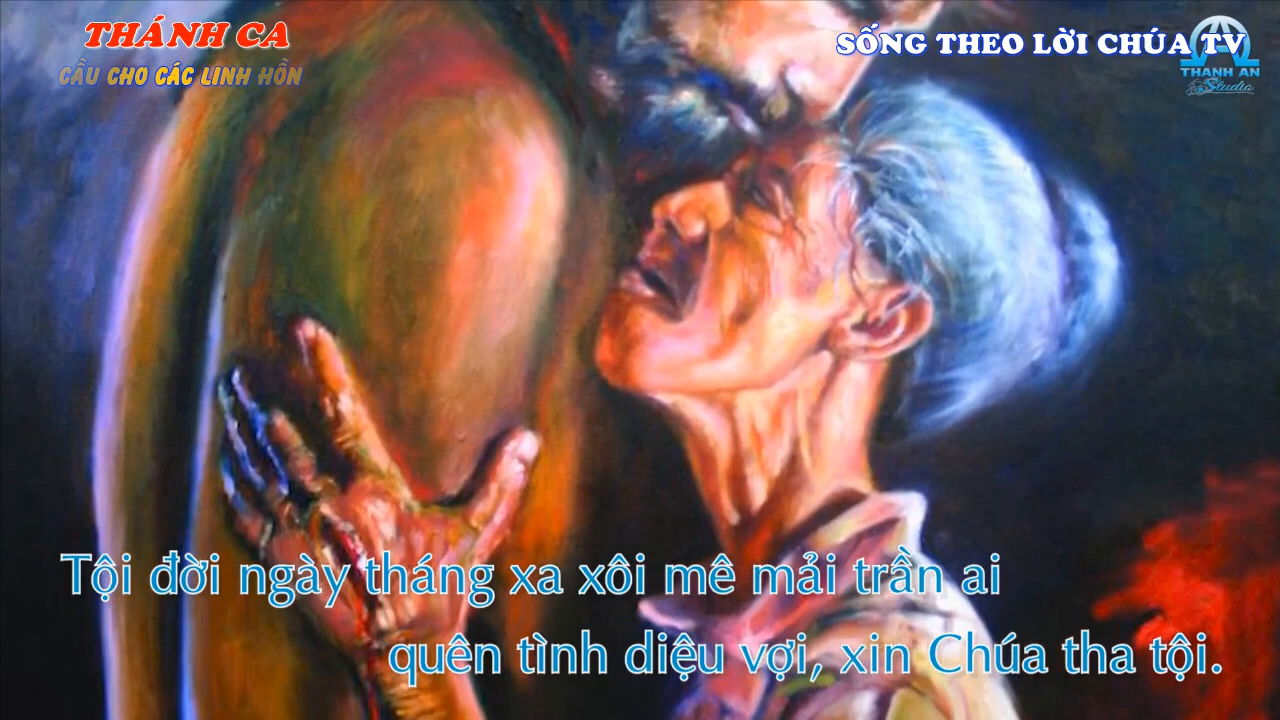 THÁNH CA
CẦU CHO CÁC LINH HỒN
SỐNG THEO LỜI CHÚA TV
THANH AN
Studio
Tội đời ngày tháng xa xôi mê mải trần ai
quên tình diệu vợi, xin Chúa tha tội.